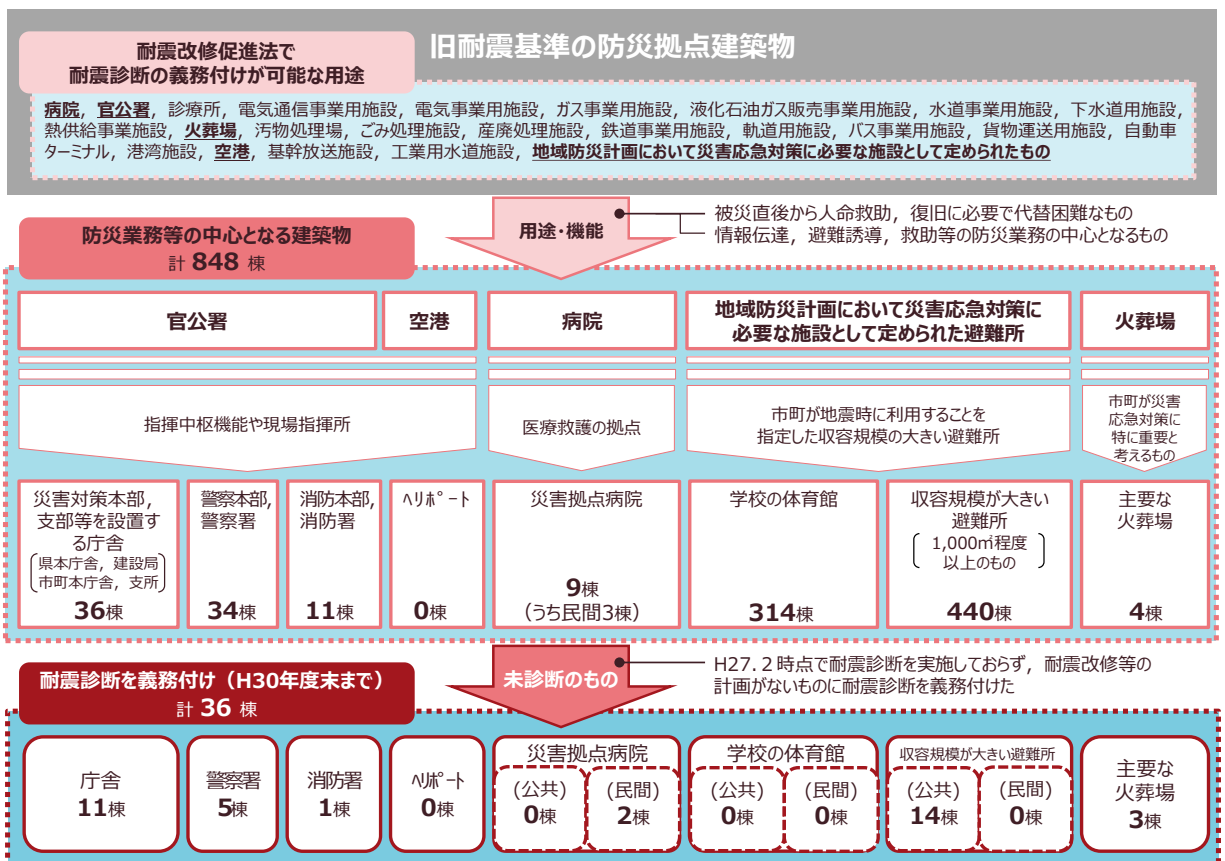 耐震改修促進法で
耐震診断の義務付けが可能な用途
旧耐震基準の防災拠点建築物
病院，官公署，診療所，電気通信事業用施設，電気事業用施設，ガス事業用施設，液化石油ガス販売事業用施設，水道事業用施設，下水道用施設，
熱供給事業施設，火葬場，汚物処理場，ごみ処理施設，産廃処理施設，鉄道事業用施設，軌道用施設，バス事業用施設，貨物運送用施設，自動車
ターミナル，港湾施設，空港，基幹放送施設，工業用水道施設，地域防災計画において災害応急対策に必要な施設として定められたもの
用途・機能
被災直後から人命救助，復旧に必要で代替困難なもの
情報伝達，避難誘導，救助等の防災業務の中心となるもの
防災業務等の中心となる建築物
計 848 棟
官公署
空港
病院
地域防災計画において災害応急対策に
必要な施設として定められた避難所
火葬場
指揮中枢機能や現場指揮所
医療救護の拠点
市町が地震時に利用することを
指定した収容規模の大きい避難所
市町が災害
応急対策に
特に重要と
考えるもの
災害対策本部，
支部等を設置す
る庁舎
県本庁舎，建設局
市町本庁舎，支所
36棟
警察本部，
警察署
34棟
消防本部，
消防署
11棟
ﾍﾘﾎﾟｰﾄ
0棟
災害拠点病院
9棟
（うち民間3棟）
学校の体育館
314棟
収容規模が大きい
避難所
1,000㎡程度
以上のもの
440棟
主要な
火葬場
4棟
未診断のもの
H27.2時点で耐震診断を実施しておらず，耐震改修等の
計画がないものに耐震診断を義務付けた
耐震診断を義務付け（H30年度末まで）
計 36 棟
庁舎
11棟
警察署
5棟
消防署
1棟
ﾍﾘﾎﾟｰﾄ
0棟
災害拠点病院
（公共）
0棟
（民間）
2棟
学校の体育館
（公共）
0棟
（民間）
0棟
収容規模が大きい避難所
（公共）
14棟
（民間）
0棟
主要な
火葬場
3棟